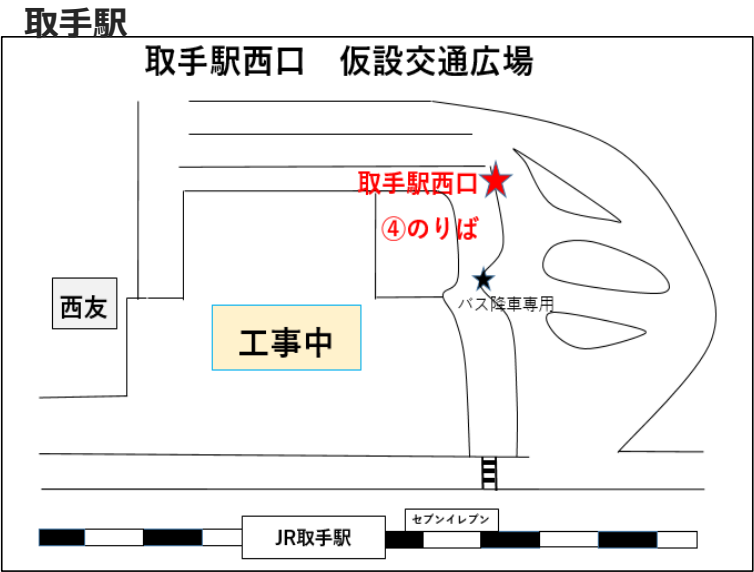 取手駅
取手駅西口　仮設交通広場
取手駅西口
④のりば
バス降車専用
西友
工事中
セブンイレブン
JR取手駅